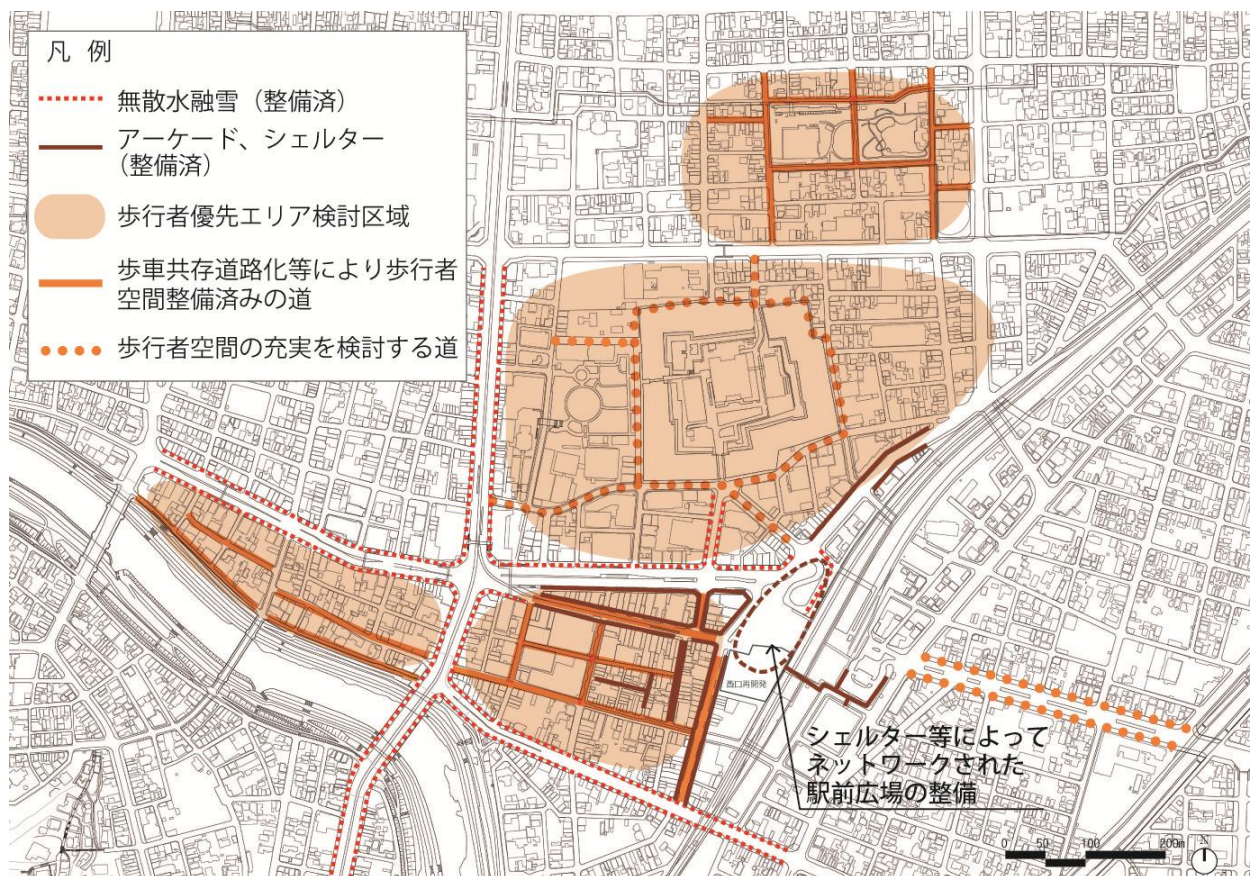 凡 例
無散水融雪（整備済）
アーケード、シェルター
(整備済）
歩行者優先エリア検討区域
歩車共存道路化等により歩行者
空間整備済みの道
歩行者空間の充実を検討する道
西口再開発
シェルター等によって
ネットワークされた
駅前広場の整備
0 50 100 200m
N